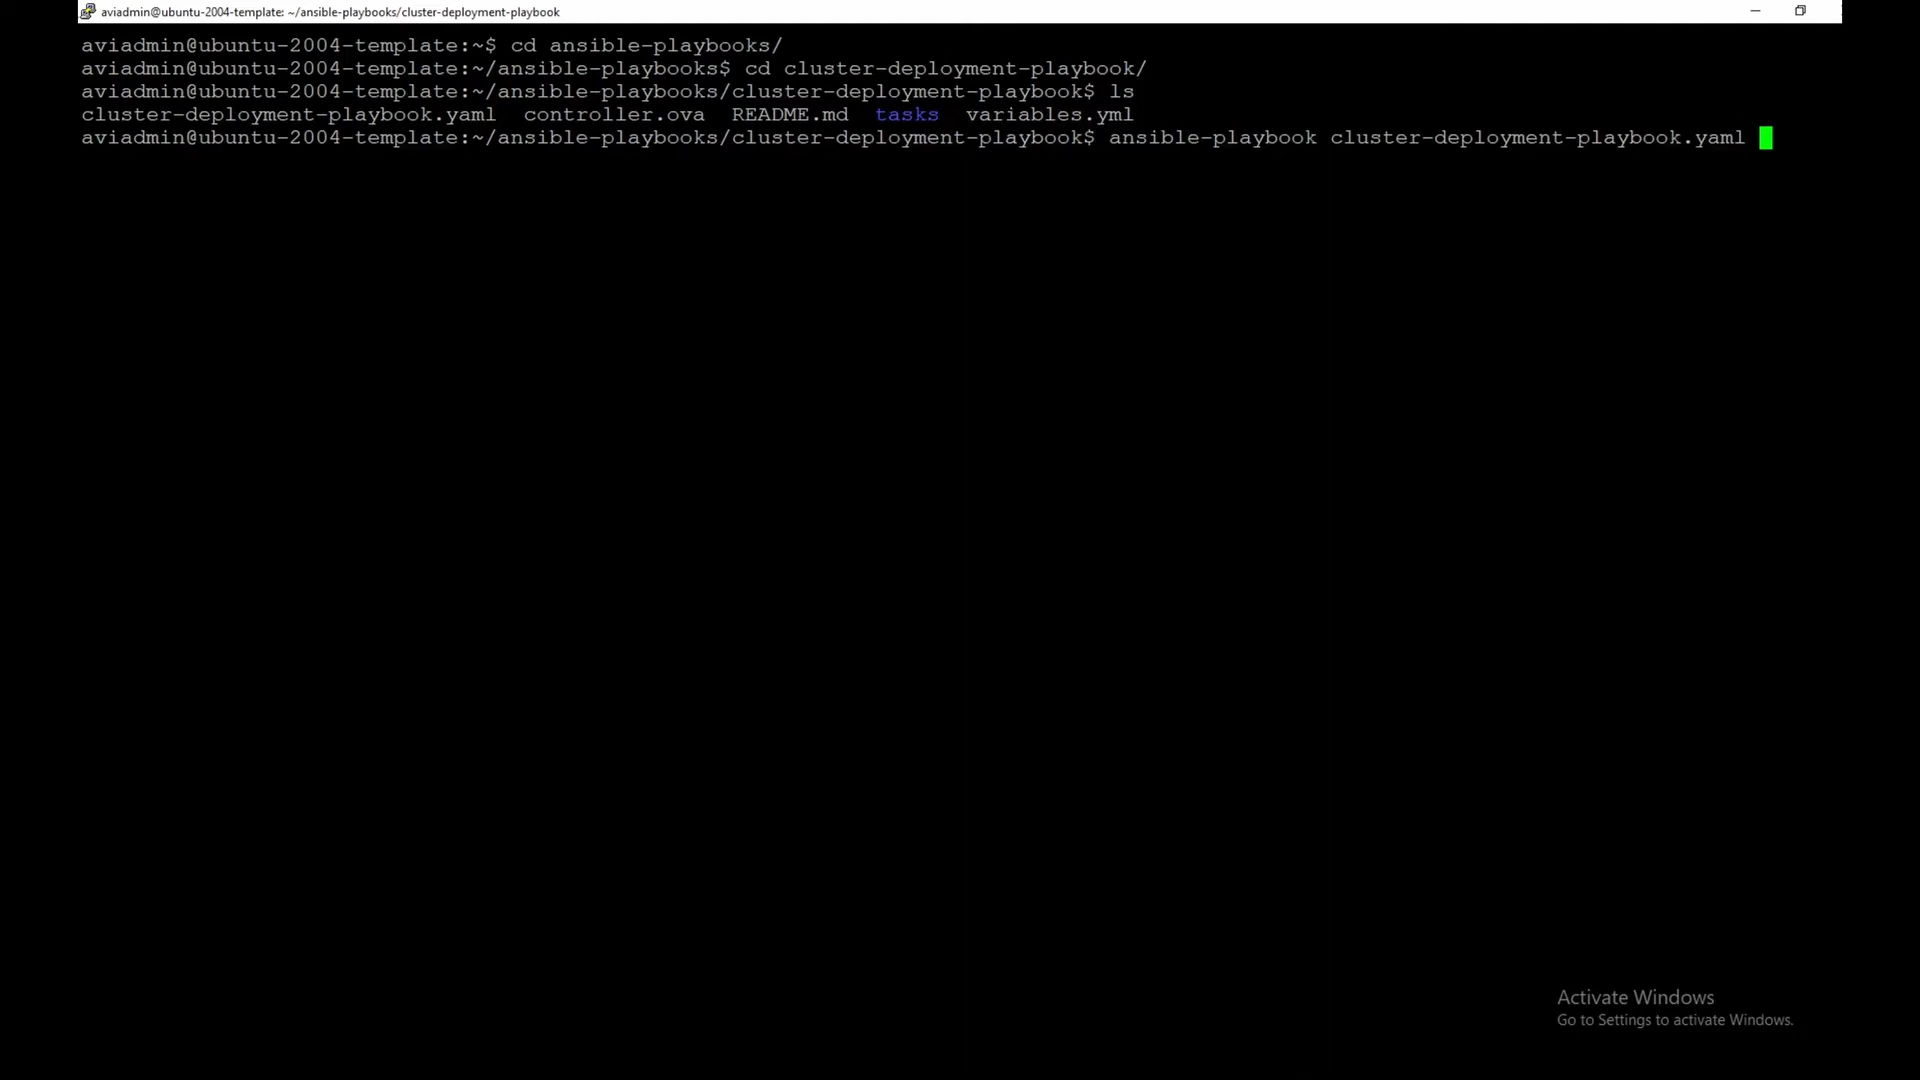 aviadmin@ubuntu-2004-template: ~/ansible-playbooks/cluster-deployment-playbook
aviadmin@ubuntu-2004-template:~$ cd ansible-playbooks/
aviadmin@ubuntu-2004-template:~/ansible-playbooks$ cd cluster-deployment-playbook/
aviadmin@ubuntu-2004-template:~/ansible-playbooks/cluster-deployment-playbook$ ls
cluster-deployment-playbook.yaml  controller.ova  README.md  tasks  variables.yml
aviadmin@ubuntu-2004-template:~/ansible-playbooks/cluster-deployment-playbook$ ansible-playbook cluster-deployment-playbook.yaml
Activate Windows
Go to Settings to activate Windows.